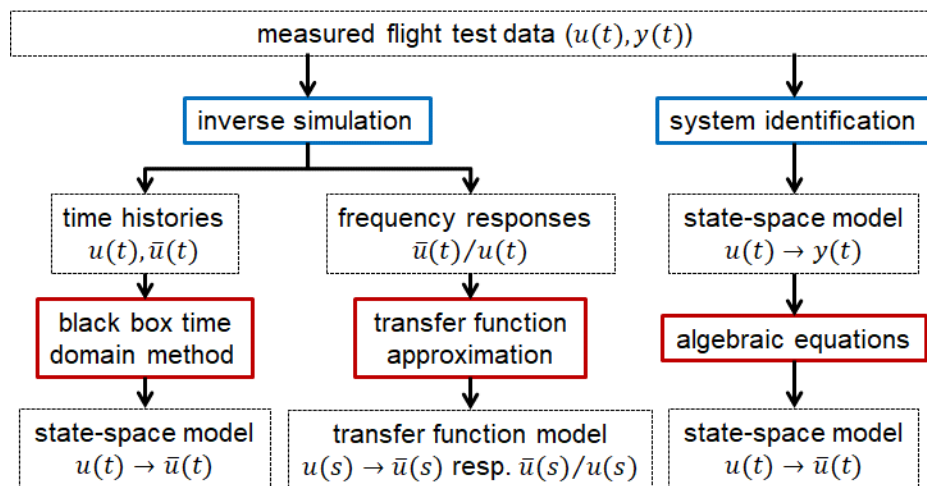 measured flight test data (u(t),y(t))
inverse simulation
system identification
time histories
u(t),ū(t)
frequency responses
ū(t)/u(t)
state-space model
u(t) → y(t)
black box time
domain method
transfer function
approximation
algebraic equations
state-space model
u(t) → ū(t)
transfer function model
u(s) → ū(s) resp. ū(s)/u(s)
state-space model
u(t) → ū(t)